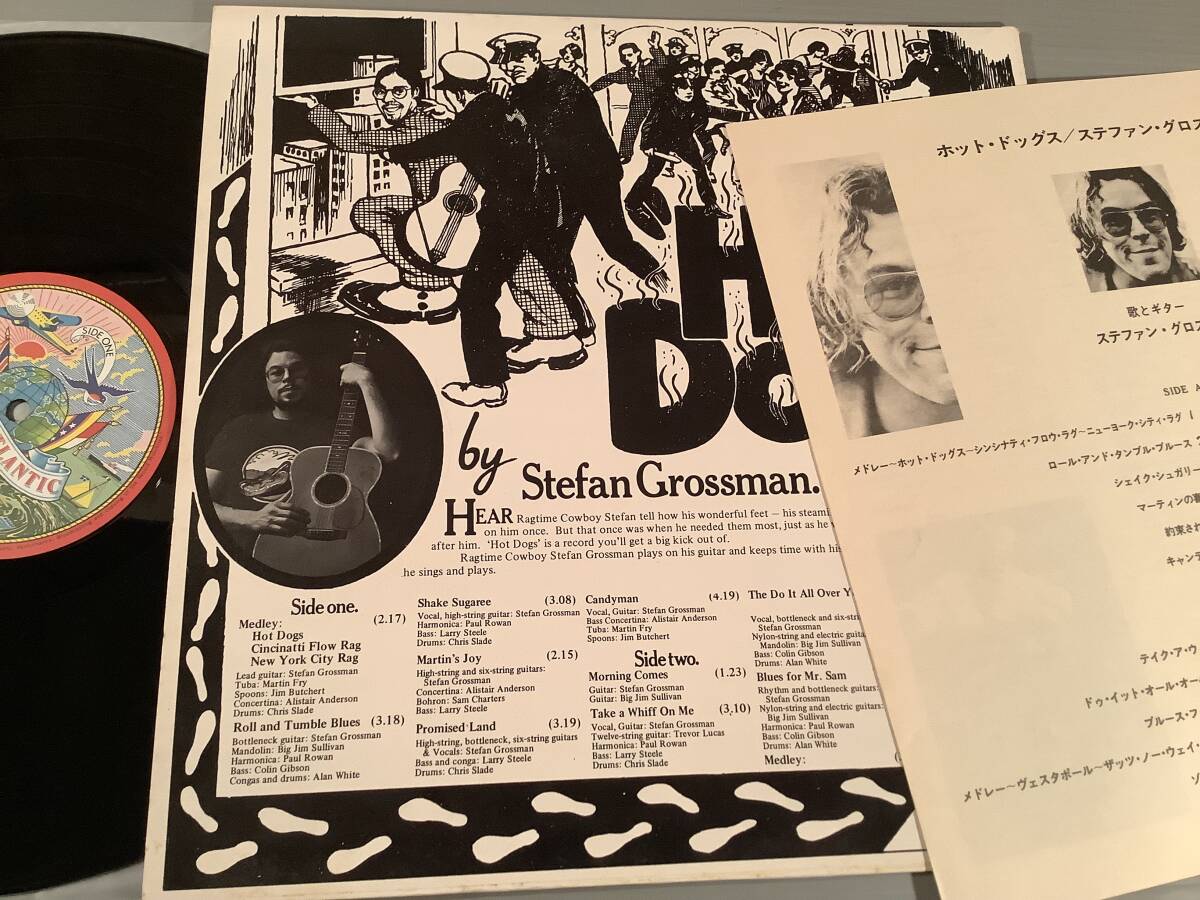 SIDE ONE
ATLANTIC
HOT
DO
by
Stefan Grossman.
HEAR Ragtime Cowboy Stefan tell how his wonderful feet – his
on him once. But that once was when he needed them most, just as he
after him. 'Hot Dogs' is a record you'll get a big kick out of.
Ragtime Cowboy Stefan Grossman plays on his guitar and keeps time with his
he sings and plays.
Side one.
Medley: (2.17)
Hot Dogs
Cincinatti Flow Rag
New York City Rag
Lead guitar: Stefan Grossman
Tuba: Martin Fry
Spoons: Jim Butchert
Concertina: Alistair Anderson
Drums: Chris Slade
Roll and Tumble Blues (3.18)
Bottleneck guitar: Stefan Grossman
Mandolin: Big Jim Sullivan
Harmonica: Paul Rowan
Bass: Colin Gibson
Congas and drums: Alan White
Shake Sugaree (3.08)
Vocal, high-string guitar: Stefan Grossman
Harmonica: Paul Rowan
Bass: Larry Steele
Drums: Chris Slade
Martin's Joy (2.15)
High-string and six-string guitars:
Stefan Grossman
Concertina: Alistair Anderson
Bohron: Sam Charters
Bass: Larry Steele
Promised Land (3.19)
High-string, bottleneck, six-string guitars
& Vocals: Stefan Grossman
Bass and conga: Larry Steele
Drums: Chris Slade
Candyman (4.19)
Vocal, Guitar: Stefan Grossman
Bass Concertina: Alistair Anderson
Tuba: Martin Fry
Spoons: Jim Butchert
Side two.
Morning Comes (1.23)
Guitar: Stefan Grossman
Guitar: Big Jim Sullivan
Take a Whiff On Me (3.10)
Vocal, Guitar: Stefan Grossman
Twelve-string guitar: Trevor Lucas
Harmonica: Paul Rowan
Bass: Larry Steele
Drums: Chris Slade
The Do It All Over
Vocal, bottleneck and
Stefan Grossman
Nylon-string and electric
Mandolin: Big Jim Sullivan
Bass: Colin Gibson
Drums: Alan White
Blues for Mr. Sam
Rhythm and bottleneck guitars:
Stefan Grossman
Nylon-string and electric guitars:
Big Jim Sullivan
Harmonica: Paul Rowan
Bass: Colin Gibson
Drums: Alan White
Medley:
ホット・ドッグス/ステファン・グロス
歌とギター
ステファン・グロス
SIDE A
メドレー~ホット・ドッグス~シンシナティ・フロウ・ラグ~ニューヨーク・シティ・ラグ
ロール・アンド・タンブル・ブルース
シェイク・シュガリー
マーティンの
約束され
キャンデ
テイク・ア・ウ
ドゥ・イット・オール・オー
ブルース・フ
メドレー~ヴェスタポール~ザッツ・ノー・ウェイ・